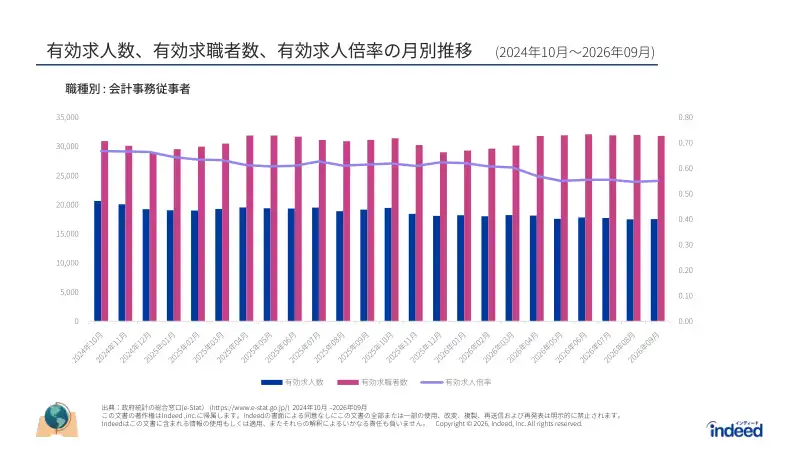 有効求人数、有効求職者数、有効求人倍率の月別推移 (2024年10月～2026年09月)
職種別 : 会計事務従事者
35,000
30,000
25,000
20,000
15,000
10,000
5,000
0
0.80
0.70
0.60
0.50
0.40
0.30
0.20
0.10
0.00
2024年10月
2024年11月
2024年12月
2025年01月
2025年02月
2025年03月
2025年04月
2025年05月
2025年06月
2025年07月
2025年08月
2025年09月
2025年10月
2025年11月
2025年12月
2026年01月
2026年02月
2026年03月
2026年04月
2026年05月
2026年06月
2026年07月
2026年08月
2026年09月
有効求人数 有効求職者数 有効求人倍率
出典：政府統計の総合窓口(e-Stat) (https://www.e-stat.go.jp/) 2024年10月 –2026年09月
この文書の著作権はIndeed ,inc.に帰属します。Indeedの書面による同意なしにこの文書の全部または一部の使用、改変、複製、再送信および再発表は明示的に禁止されます。
Indeedはこの文書に含まれる情報の使用もしくは適用、またそれらの解釈によるいかなる責任も負いません。 Copyright © 2026, Indeed, Inc. All rights reserved.
インディード
indeed